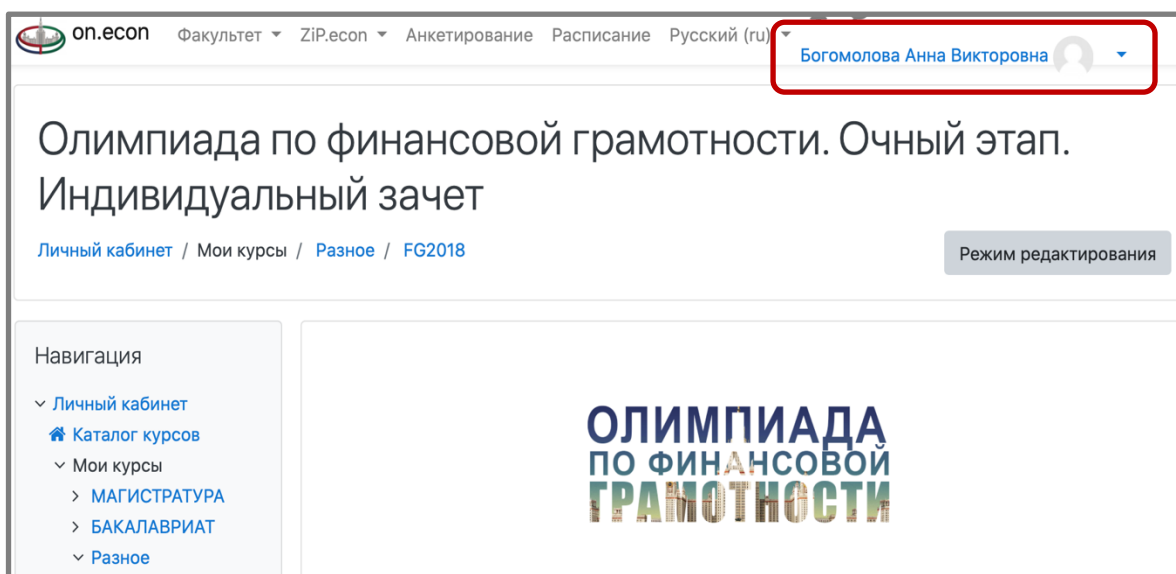 on.econ Факультет ZiP.econ Анкетирование Расписание Русский (ru)
Богомолова Анна Викторовна
Олимпиада по финансовой грамотности. Очный этап.
Индивидуальный зачет
Личный кабинет / Мои курсы / Разное / FG2018
Режим редактирования
Навигация
Личный кабинет
Каталог курсов
Мои курсы
МАГИСТРАТУРА
БАКАЛАВРИАТ
Разное
ОЛИМПИАДА
ПО ФИНАНСОВОЙ
ГРАМОТНОСТИ